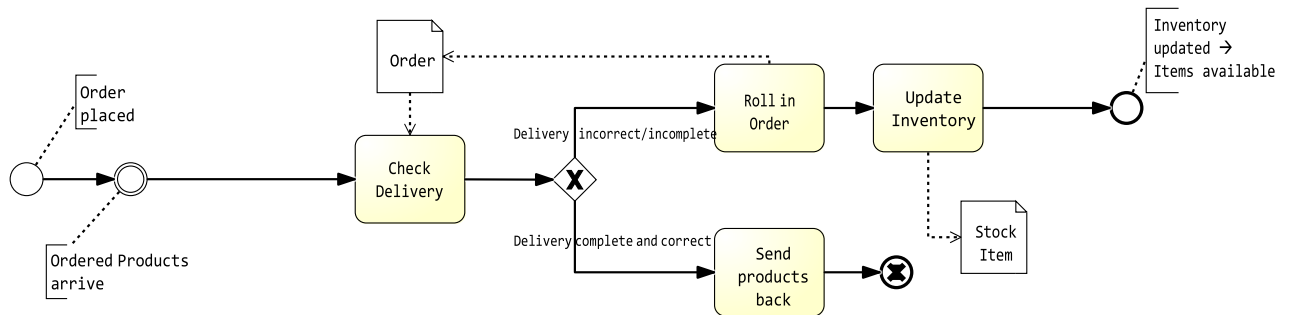 Order
placed
Ordered Products
arrive
Order
Check
Delivery
Delivery incorrect/incomplete
Delivery complete and correct
Roll in
Order
Update
Inventory
Inventory
updated →
Items available
Stock
Item
Send
products
back